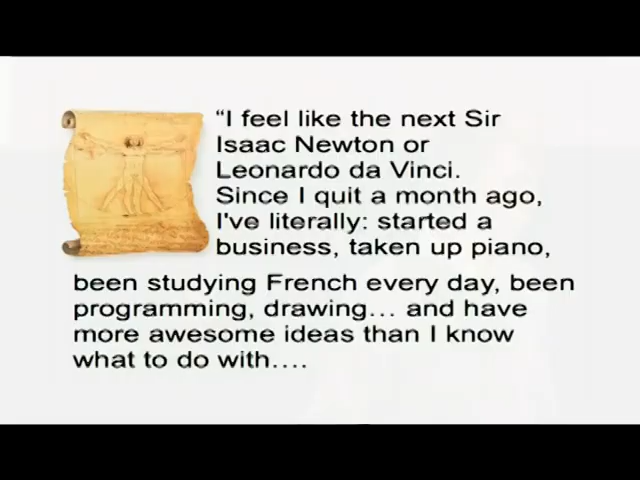 “I feel like the next Sir
Isaac Newton or
Leonardo da Vinci.
Since I quit a month ago,
I've literally: started a
business, taken up piano,
been studying French every day, been
programming, drawing… and have
more awesome ideas than I know
what to do with….